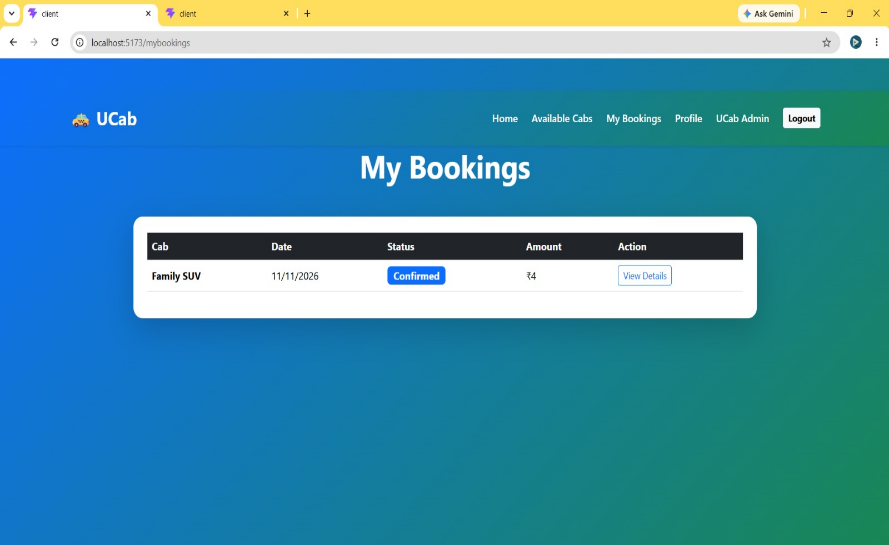 client
client
Ask Gemini
localhost:5173/mybookings
UCab
Home Available Cabs My Bookings Profile UCab Admin Logout
My Bookings
Cab Date Status Amount Action
Family SUV 11/11/2026 Confirmed ₹4 View Details